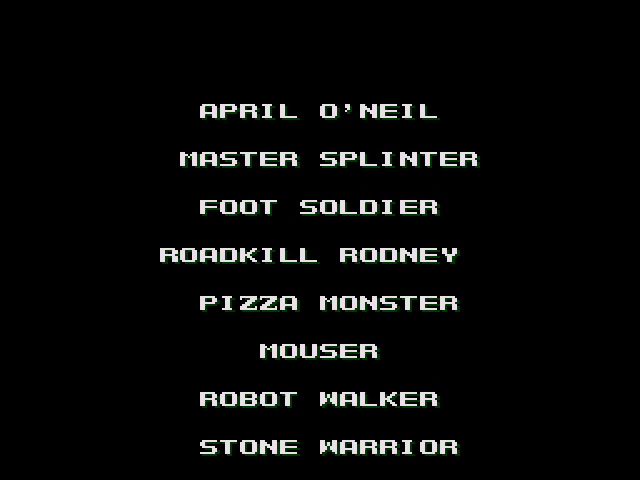 APRIL O'NEIL
MASTER SPLINTER
FOOT SOLDIER
ROADKILL RODNEY
PIZZA MONSTER
MOUSER
ROBOT WALKER
STONE WARRIOR